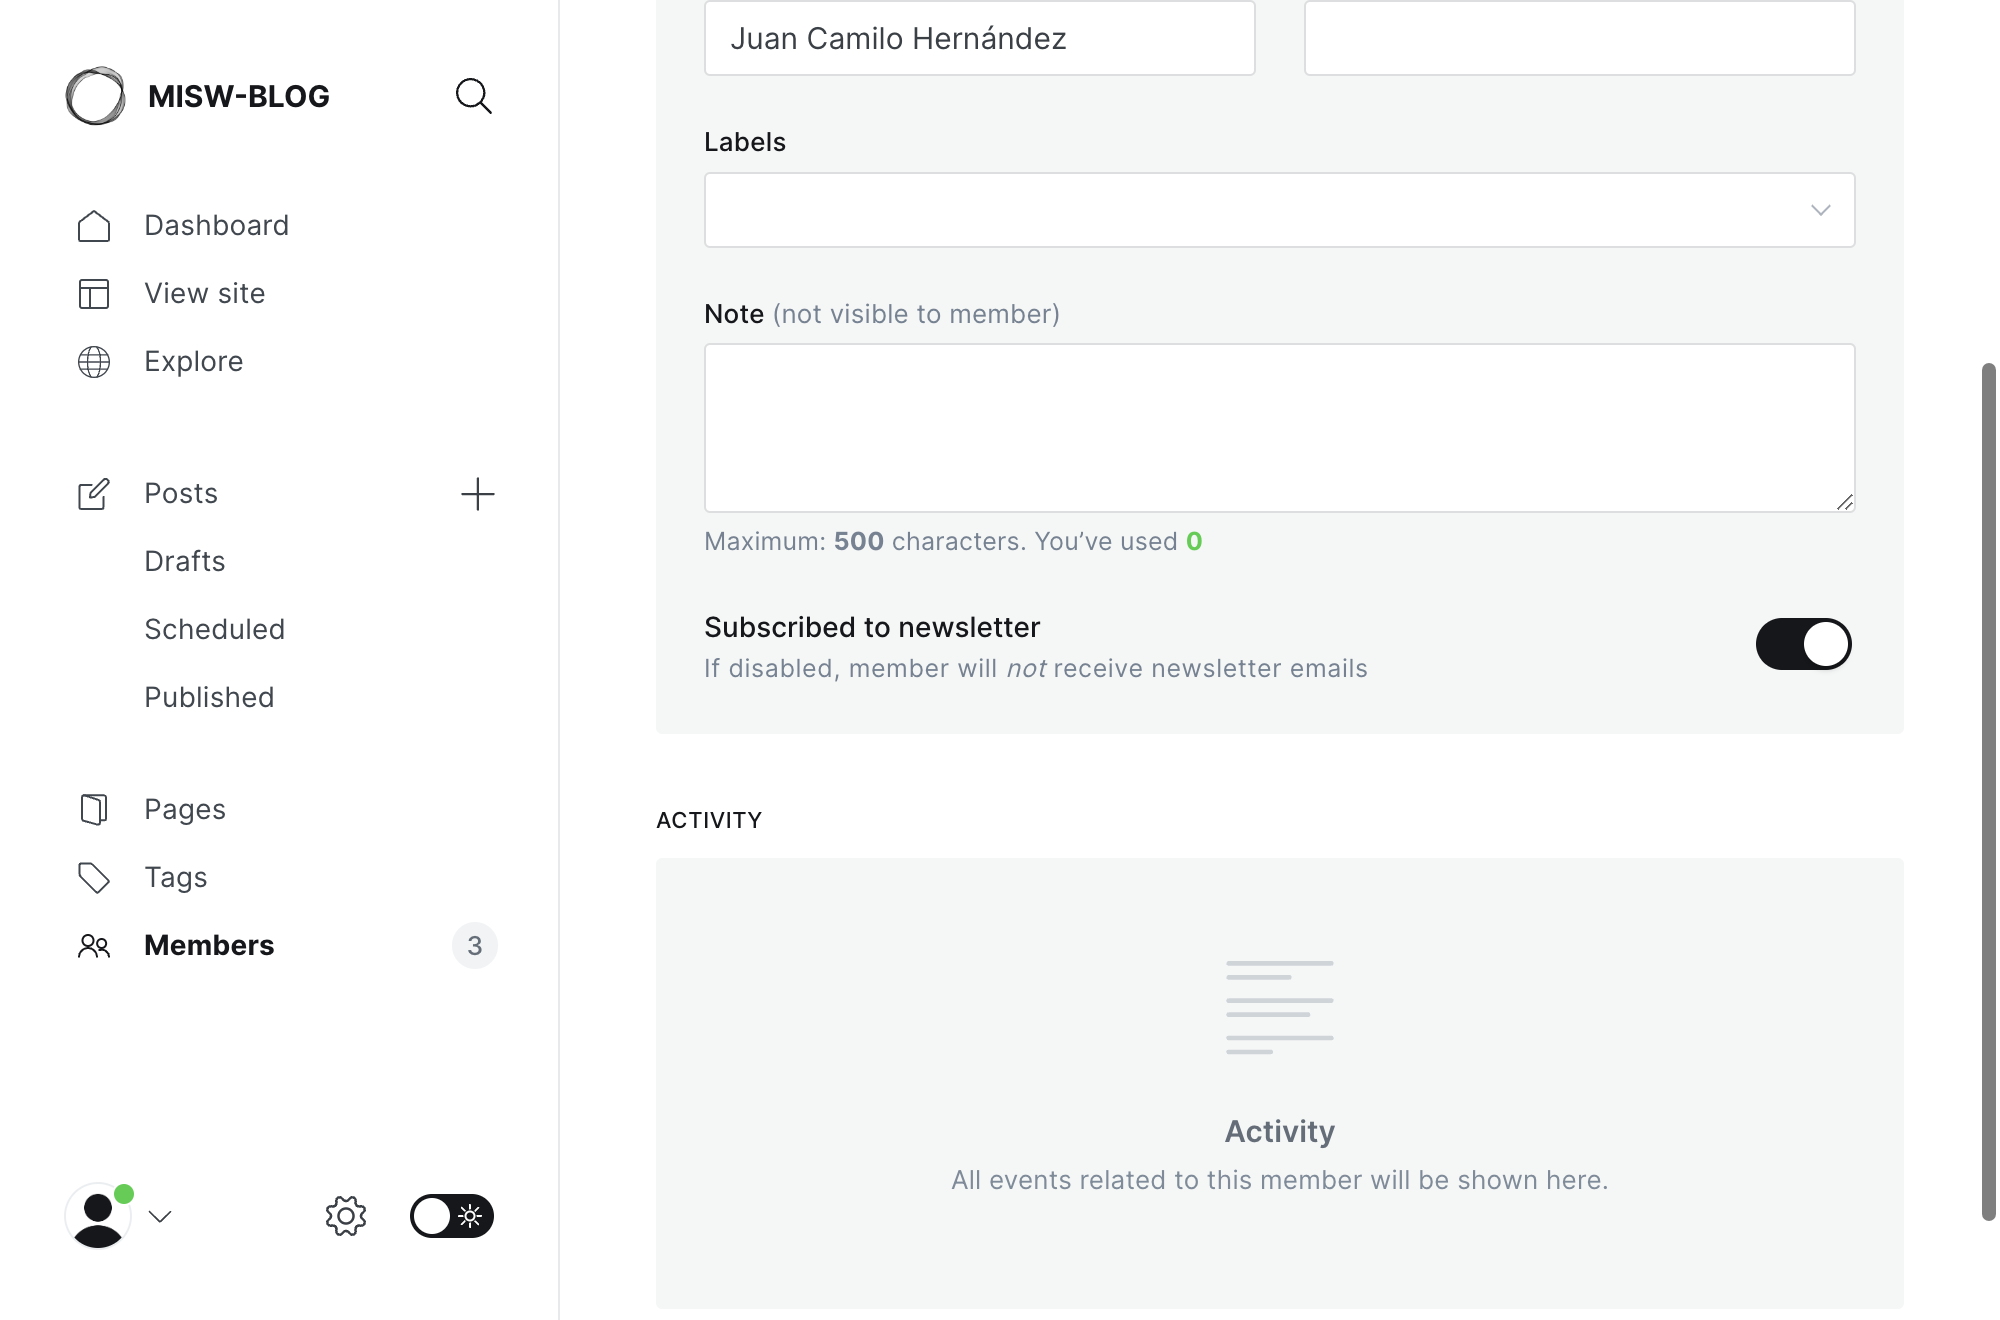 MISW-BLOG
Dashboard
View site
Explore
Posts
Drafts
Scheduled
Published
Pages
Tags
Members 3
Juan Camilo Hernández
Labels
Note (not visible to member)
Maximum: 500 characters. You’ve used 0
Subscribed to newsletter
If disabled, member will not receive newsletter emails
ACTIVITY
Activity
All events related to this member will be shown here.